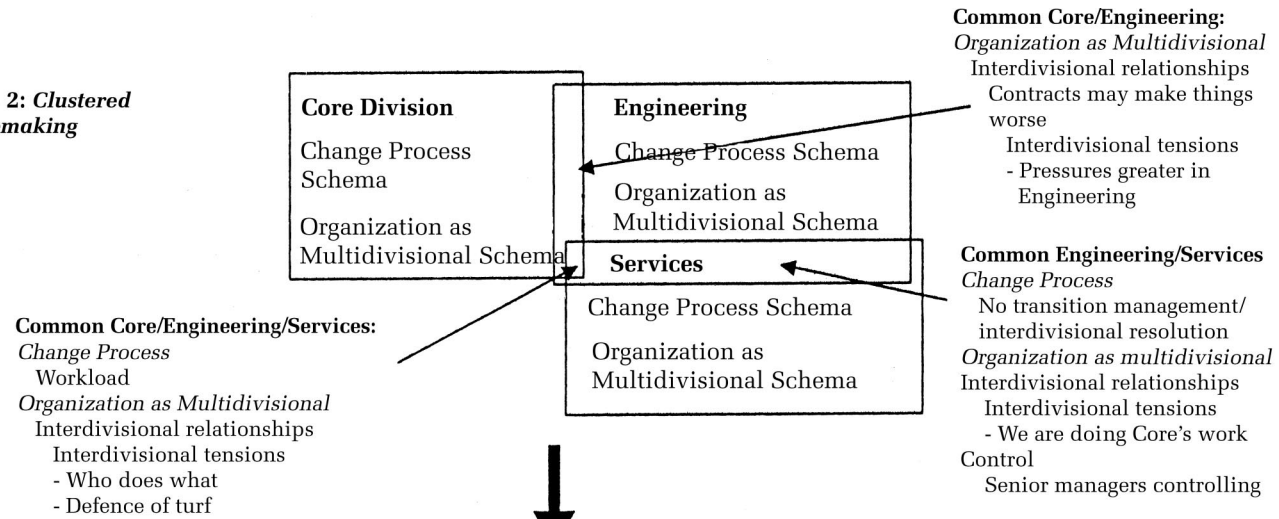 2: Clustered
making
Core Division
Change Process
Schema
Organization as
Multidivisional Schema
Engineering
Change Process Schema
Organization as
Multidivisional Schema
Services
Change Process Schema
Organization as
Multidivisional Schema
Common Core/Engineering:
Organization as Multidivisional
Interdivisional relationships
Contracts may make things
worse
Interdivisional tensions
- Pressures greater in
Engineering
Common Engineering/Services
Change Process
No transition management/
interdivisional resolution
Organization as multidivisional
Interdivisional relationships
Interdivisional tensions
- We are doing Core's work
Control
Senior managers controlling
Common Core/Engineering/Services:
Change Process
Workload
Organization as Multidivisional
Interdivisional relationships
Interdivisional tensions
- Who does what
- Defence of turf